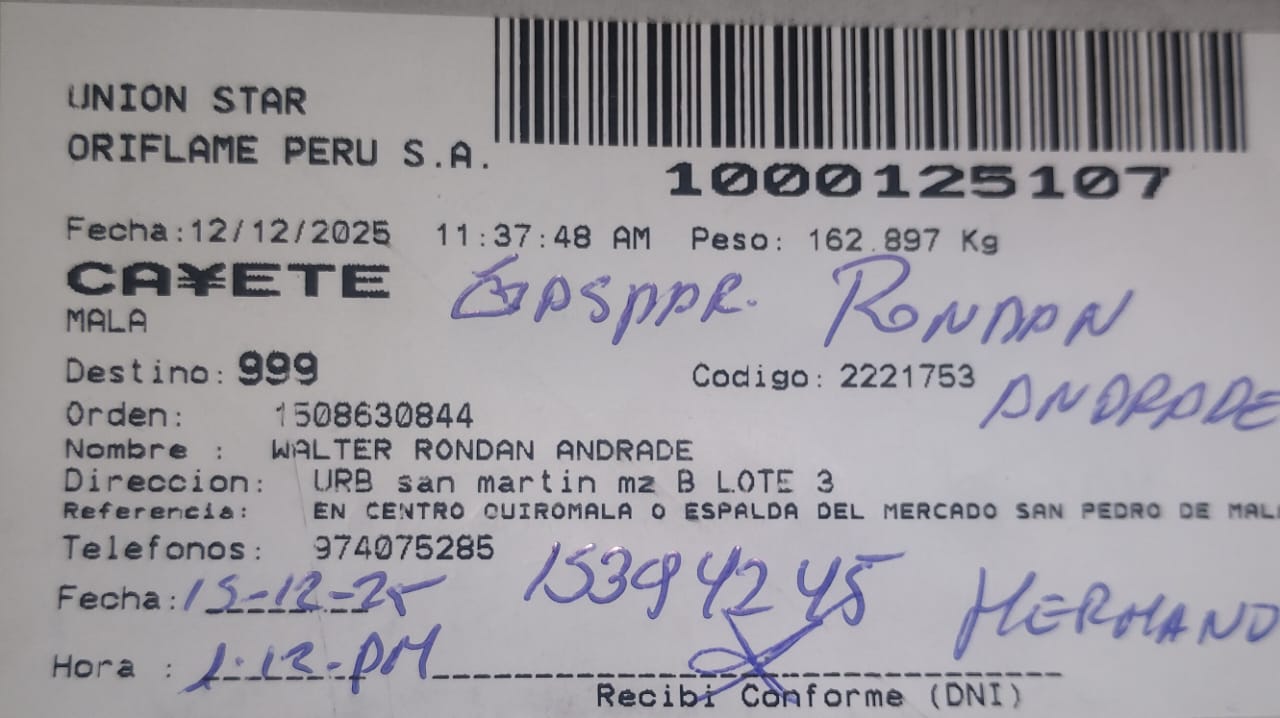 UNION STAR
ORIFLAME PERU S.A.
1000125107
Fecha:12/12/2025 11:37:48 AM Peso: 162.897 Kg
CA¥ETE
GASPAR. RONDAN
MALA
Destino: 999 Codigo: 2221753
ANDRADE
Orden: 1508630844
Nombre : WALTER RONDAN ANDRADE
Direccion: URB san martin mz B LOTE 3
Referencia: EN CENTRO QUIROMALA O ESPALDA DEL MERCADO SAN PEDRO DE MAL
Telefonos: 974075285
15394245
Fecha: 15-12-25
HERMANO
Hora : 1:12-PM
Recibi Conforme (DNI)